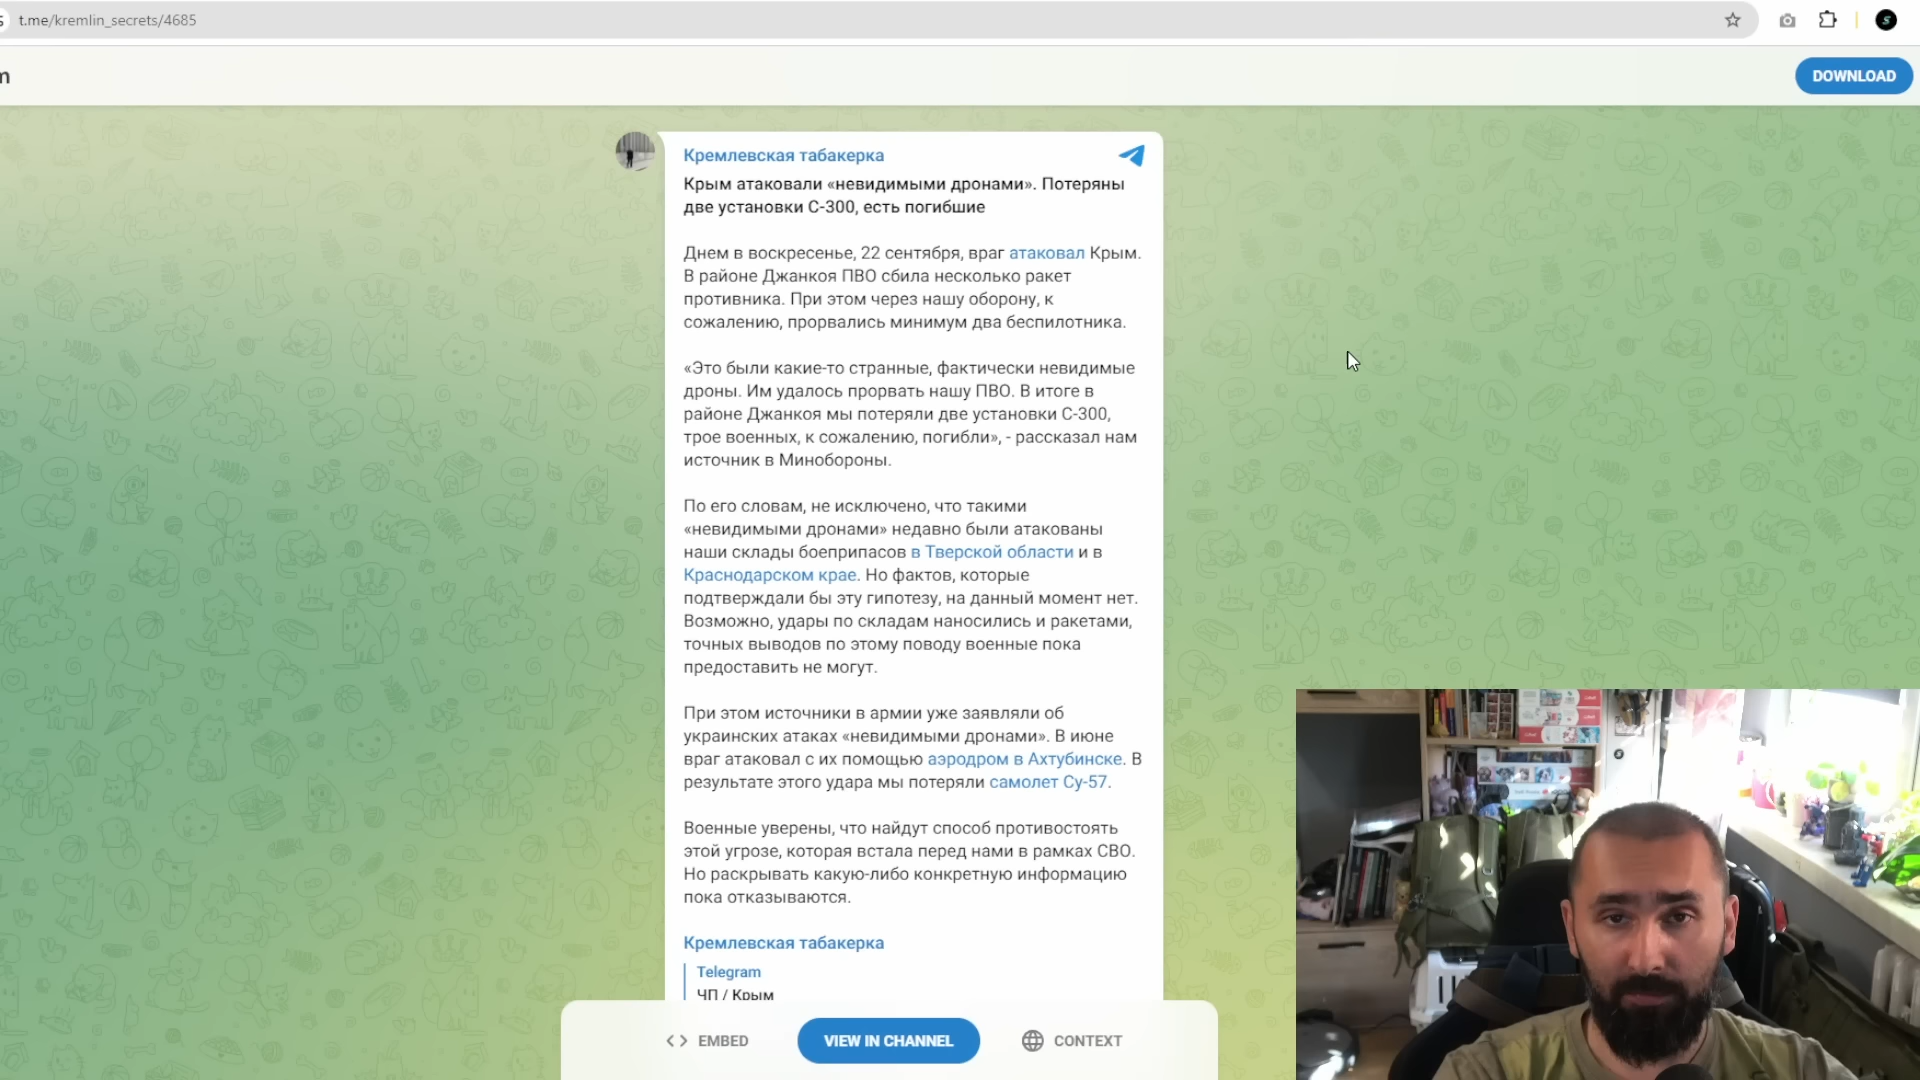 t.me/kremlin_secrets/4685
DOWNLOAD
Кремлевская табакерка
Крым атаковали «невидимыми дронами». Потеряны
две установки С-300, есть погибшие
Днем в воскресенье, 22 сентября, враг атаковал Крым.
В районе Джанкоя ПВО сбила несколько ракет
противника. При этом через нашу оборону, к
сожалению, прорвались минимум два беспилотника.
«Это были какие-то странные, фактически невидимые
дроны. Им удалось прорвать нашу ПВО. В итоге в
районе Джанкоя мы потеряли две установки С-300,
трое военных, к сожалению, погибли», - рассказал нам
источник в Минобороны.
По его словам, не исключено, что такими
«невидимыми дронами» недавно были атакованы
наши склады боеприпасов в Тверской области и в
Краснодарском крае. Но фактов, которые
подтверждали бы эту гипотезу, на данный момент нет.
Возможно, удары по складам наносились и ракетами,
точных выводов по этому поводу военные пока
предоставить не могут.
При этом источники в армии уже заявляли об
украинских атаках «невидимыми дронами». В июне
враг атаковал с их помощью аэродром в Ахтубинске. В
результате этого удара мы потеряли самолет Су-57.
Военные уверены, что найдут способ противостоять
этой угрозе, которая встала перед нами в рамках СВО.
Но раскрывать какую-либо конкретную информацию
пока отказываются.
Кремлевская табакерка
Telegram
ЧП / Крым
EMBED
VIEW IN CHANNEL
CONTEXT